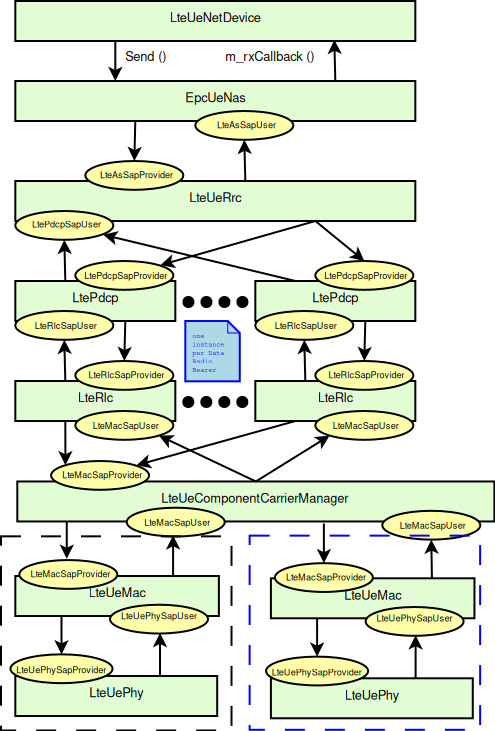 LteUeNetDevice
Send ()
m_rxCallback ()
EpcUeNas
LteAsSapUser
LteAsSapProvider
LteUeRrc
LtePdcpSapUser
LtePdcpSapProvider
LtePdcpSapProvider
LtePdcp
LtePdcp
LteRlcSapUser
LteRlcSapUser
one
instance
per Data
Radio
Bearer
LteRlcSapProvider
LteRlcSapProvider
LteRlc
LteRlc
LteMacSapUser
LteMacSapUser
LteMacSapProvider
LteUeComponentCarrierManager
LteMacSapUser
LteMacSapUser
LteMacSapProvider
LteMacSapProvider
LteUeMac
LteUeMac
LteUePhySapUser
LteUePhySapUser
LteUePhySapProvider
LteUePhySapProvider
LteUePhy
LteUePhy